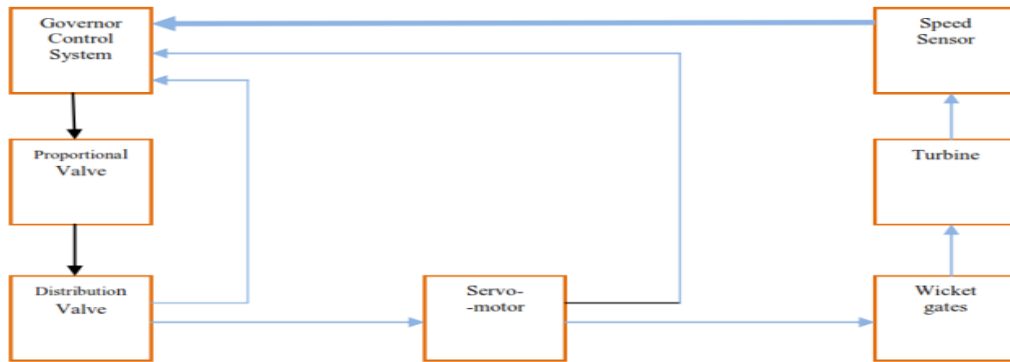 Governor
Control
System
Speed
Sensor
Proportional
Valve
Turbine
Distribution
Valve
Servo-
-motor
Wicket
gates